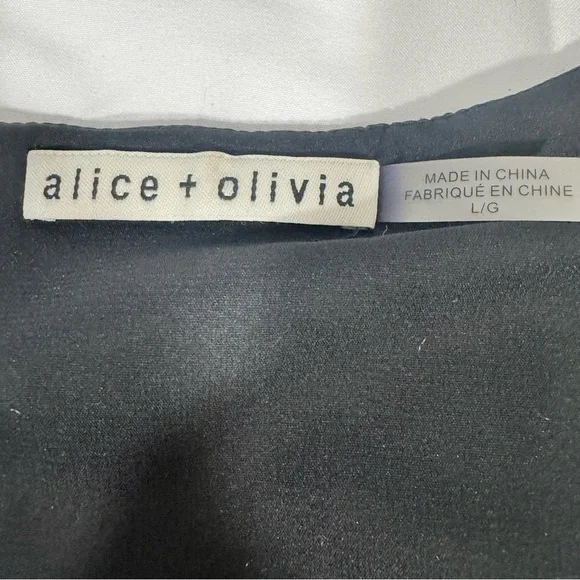 alice + olivia
MADE IN CHINA
FABRIQUÉ EN CHINE
L/G